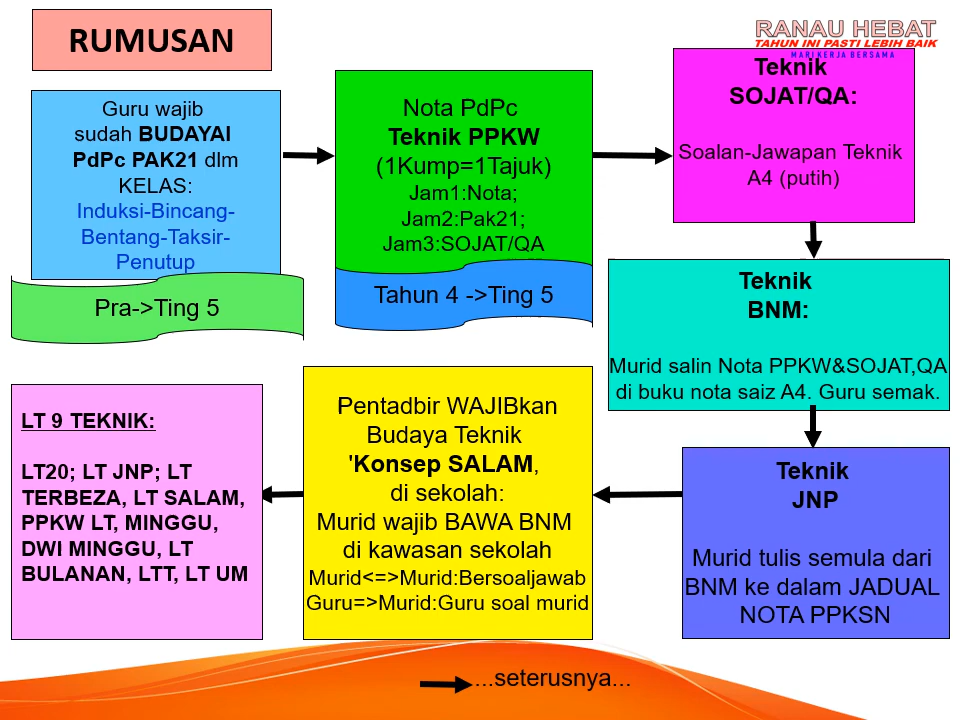 RUMUSAN
RANAU HEBAT
TAHUN INI PASTI LEBIH BAIK
MARI KERJA BERSAMA
Guru wajib
sudah BUDAYAI
PdPc PAK21 dlm
KELAS:
Induksi-Bincang-
Bentang-Taksir-
Penutup
Pra->Ting 5
Nota PdPc
Teknik PPKW
(1Kump=1Tajuk)
Jam1:Nota;
Jam2:Pak21;
Jam3:SOJAT/QA
Tahun 4 ->Ting 5
Teknik
SOJAT/QA:
Soalan-Jawapan Teknik
A4 (putih)
Teknik
BNM:
Murid salin Nota PPKW&SOJAT,QA
di buku nota saiz A4. Guru semak.
Teknik
JNP
Murid tulis semula dari
BNM ke dalam JADUAL
NOTA PPKSN
Pentadbir WAJIBkan
Budaya Teknik
'Konsep SALAM,
di sekolah:
Murid wajib BAWA BNM
di kawasan sekolah
Murid<=>Murid:Bersoaljawab
Guru=>Murid:Guru soal murid
LT 9 TEKNIK:
LT20; LT JNP; LT
TERBEZA, LT SALAM,
PPKW LT, MINGGU,
DWI MINGGU, LT
BULANAN, LTT, LT UM
...seterusnya...